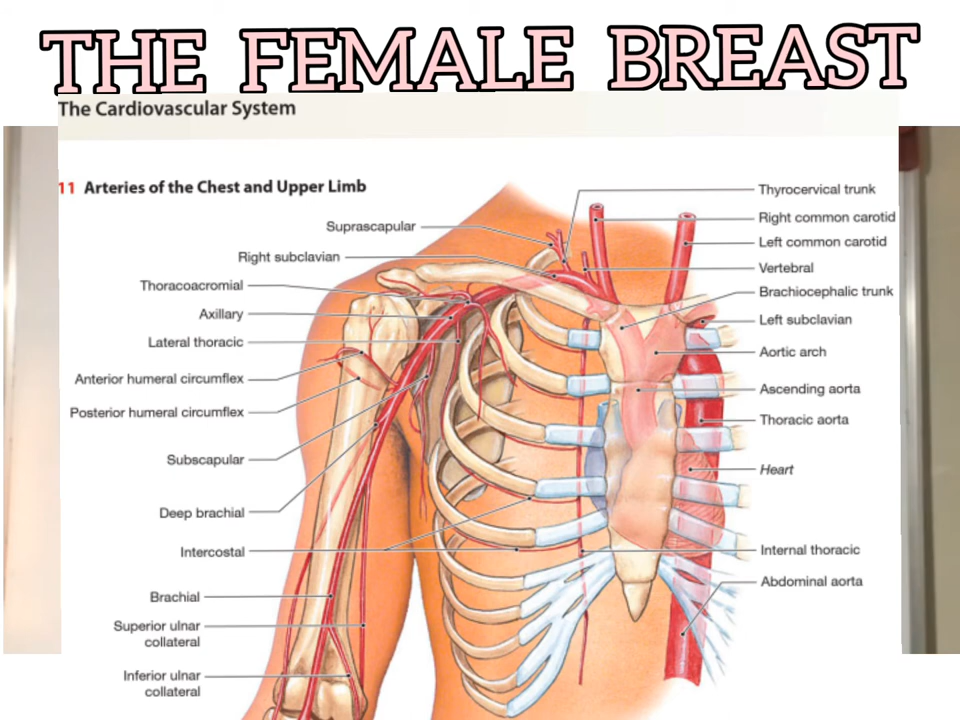 THE FEMALE BREAST
The Cardiovascular System
11 Arteries of the Chest and Upper Limb
Suprascapular
Right subclavian
Thoracoacromial
Axillary
Lateral thoracic
Anterior humeral circumflex
Posterior humeral circumflex
Subscapular
Deep brachial
Intercostal
Brachial
Superior ulnar
collateral
Inferior ulnar
collateral
Thyrocervical trunk
Right common carotid
Left common carotid
Vertebral
Brachiocephalic trunk
Left subclavian
Aortic arch
Ascending aorta
Thoracic aorta
Heart
Internal thoracic
Abdominal aorta